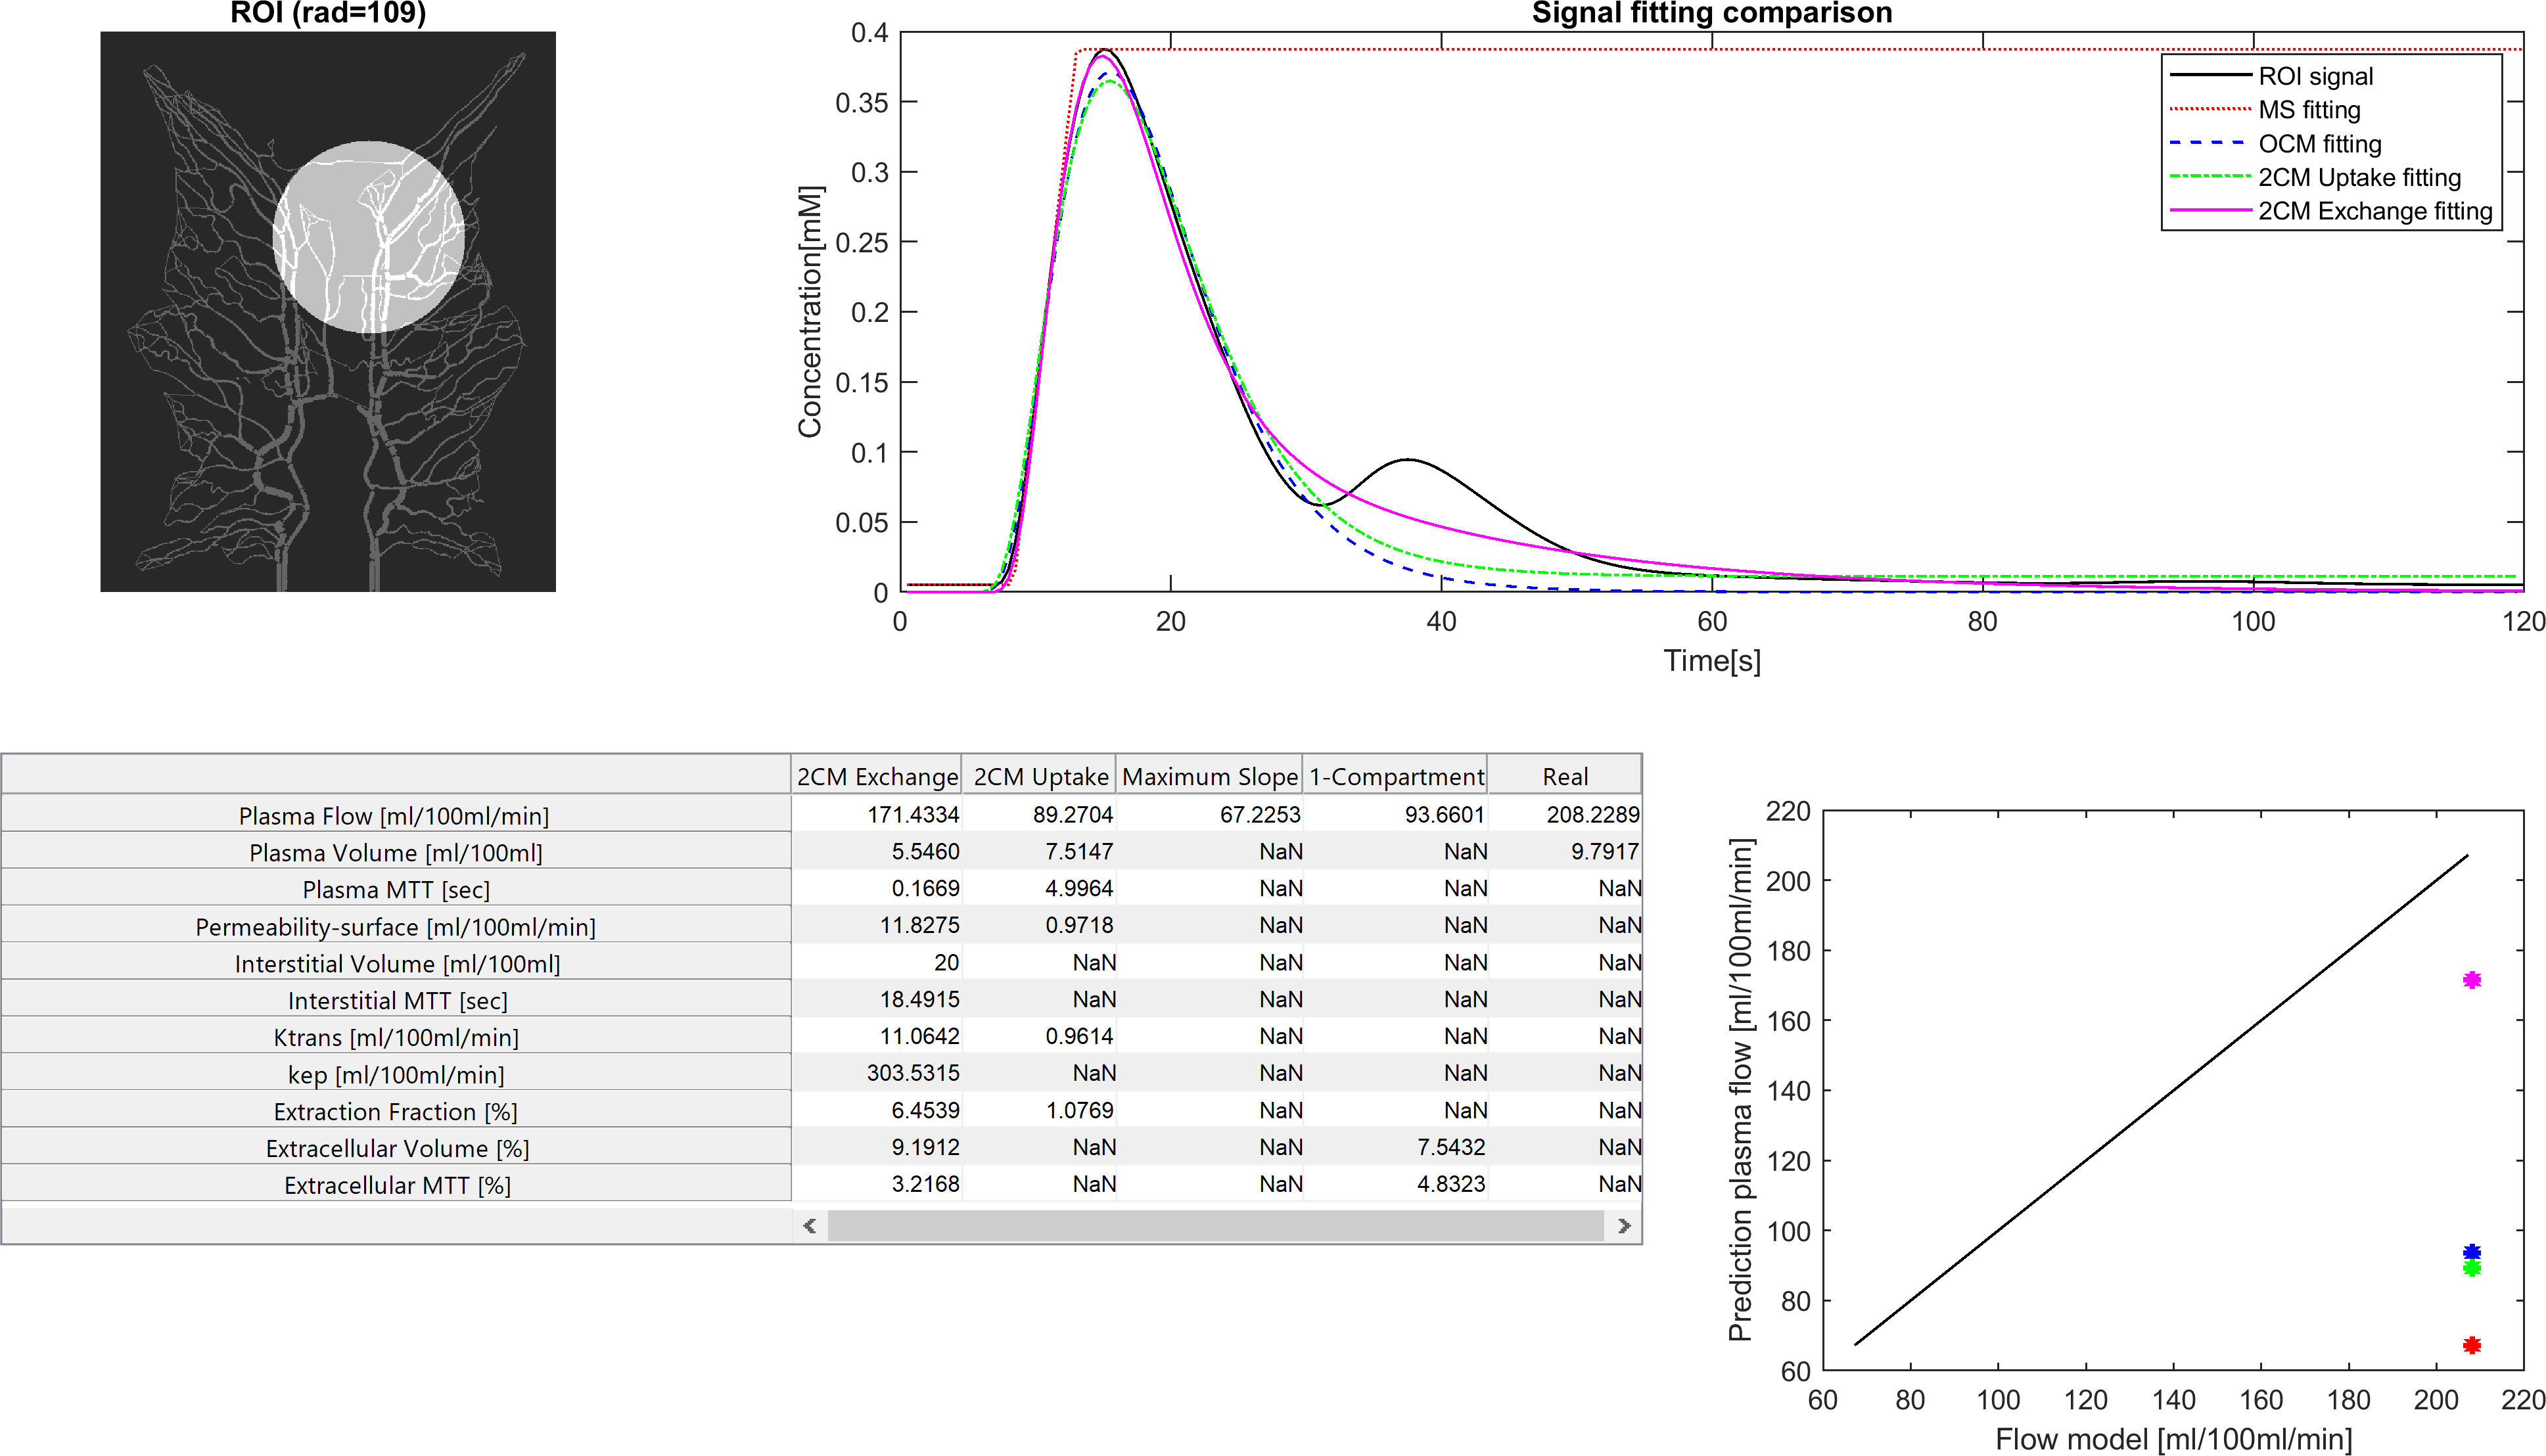 ROI (rad=109)
Signal fitting comparison
0.4
0.35
0.3
0.25
0.2
0.15
0.1
0.05
0
Concentration[mM]
0 20 40 60 80 100 120
Time[s]
ROI signal
MS fitting
OCM fitting
2CM Uptake fitting
2CM Exchange fitting
2CM Exchange 2CM Uptake Maximum Slope 1-Compartment Real
Plasma Flow [ml/100ml/min] 171.4334 89.2704 67.2253 93.6601 208.2289
Plasma Volume [ml/100ml] 5.5460 7.5147 NaN NaN 9.7917
Plasma MTT [sec] 0.1669 4.9964 NaN NaN NaN
Permeability-surface [ml/100ml/min] 11.8275 0.9718 NaN NaN NaN
Interstitial Volume [ml/100ml] 20 NaN NaN NaN NaN
Interstitial MTT [sec] 18.4915 NaN NaN NaN NaN
Ktrans [ml/100ml/min] 11.0642 0.9614 NaN NaN NaN
kep [ml/100ml/min] 303.5315 NaN NaN NaN NaN
Extraction Fraction [%] 6.4539 1.0769 NaN NaN NaN
Extracellular Volume [%] 9.1912 NaN NaN 7.5432 NaN
Extracellular MTT [%] 3.2168 NaN NaN 4.8323 NaN
220
200
180
160
140
120
100
80
60
Prediction plasma flow [ml/100ml/min]
60 80 100 120 140 160 180 200 220
Flow model [ml/100ml/min]